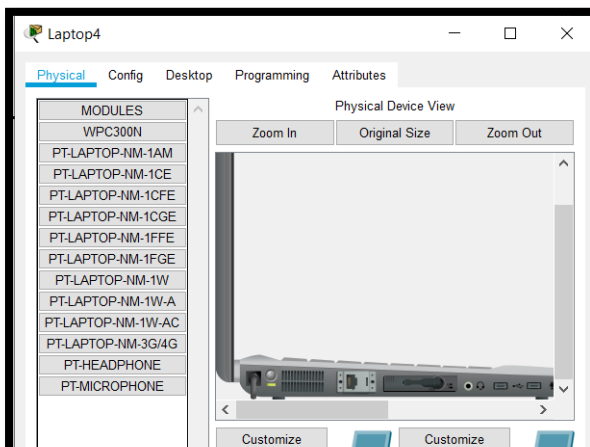 Laptop4
Physical Config Desktop Programming Attributes
MODULES
WPC300N
PT-LAPTOP-NM-1AM
PT-LAPTOP-NM-1CE
PT-LAPTOP-NM-1CFE
PT-LAPTOP-NM-1CGE
PT-LAPTOP-NM-1FFE
PT-LAPTOP-NM-1FGE
PT-LAPTOP-NM-1W
PT-LAPTOP-NM-1W-A
PT-LAPTOP-NM-1W-AC
PT-LAPTOP-NM-3G/4G
PT-HEADPHONE
PT-MICROPHONE
Physical Device View
Zoom In Original Size Zoom Out
Customize Customize